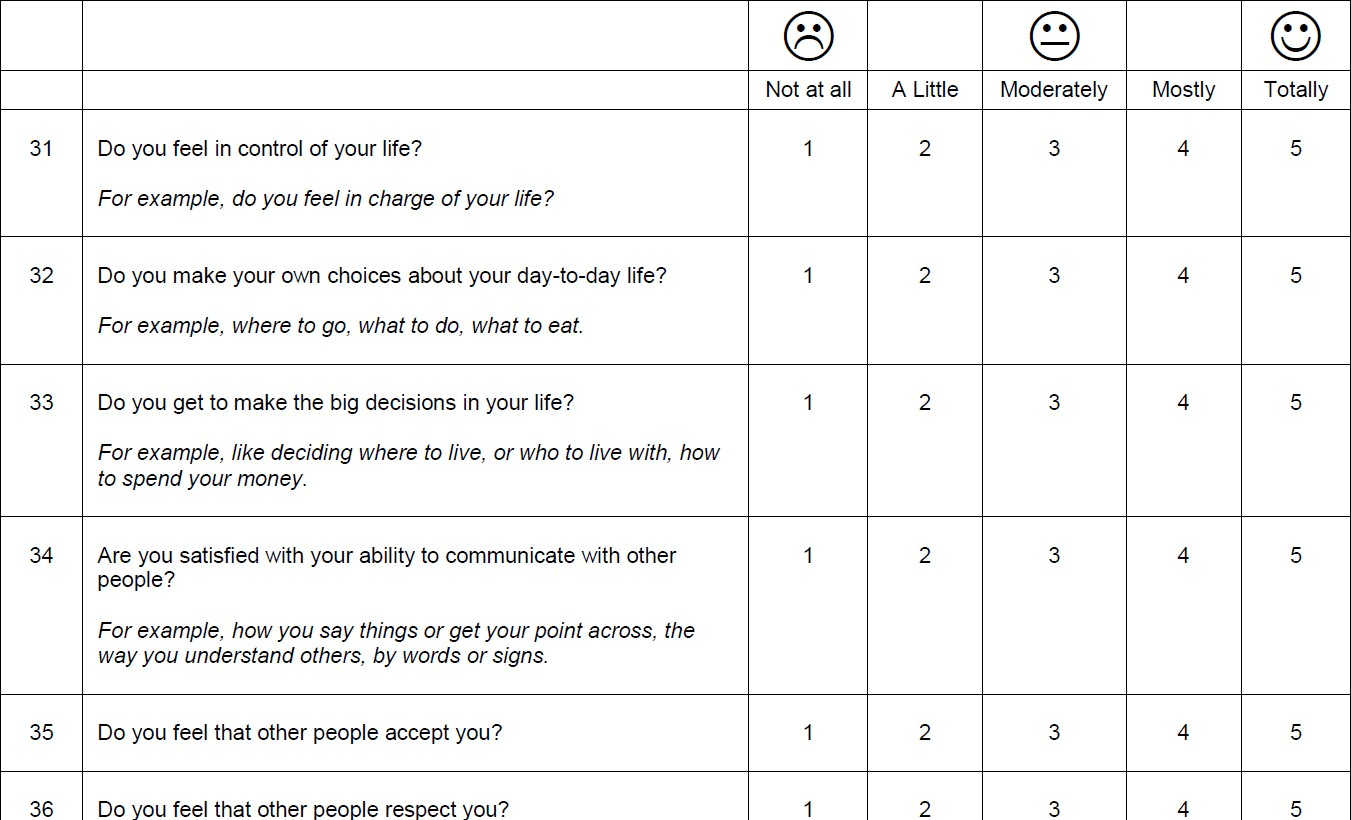 Not at all A Little Moderately Mostly Totally
31 Do you feel in control of your life? 1 2 3 4 5
For example, do you feel in charge of your life?
32 Do you make your own choices about your day-to-day life? 1 2 3 4 5
For example, where to go, what to do, what to eat.
33 Do you get to make the big decisions in your life? 1 2 3 4 5
For example, like deciding where to live, or who to live with, how
to spend your money.
34 Are you satisfied with your ability to communicate with other 1 2 3 4 5
people?
For example, how you say things or get your point across, the
way you understand others, by words or signs.
35 Do you feel that other people accept you? 1 2 3 4 5
36 Do you feel that other people respect you? 1 2 3 4 5